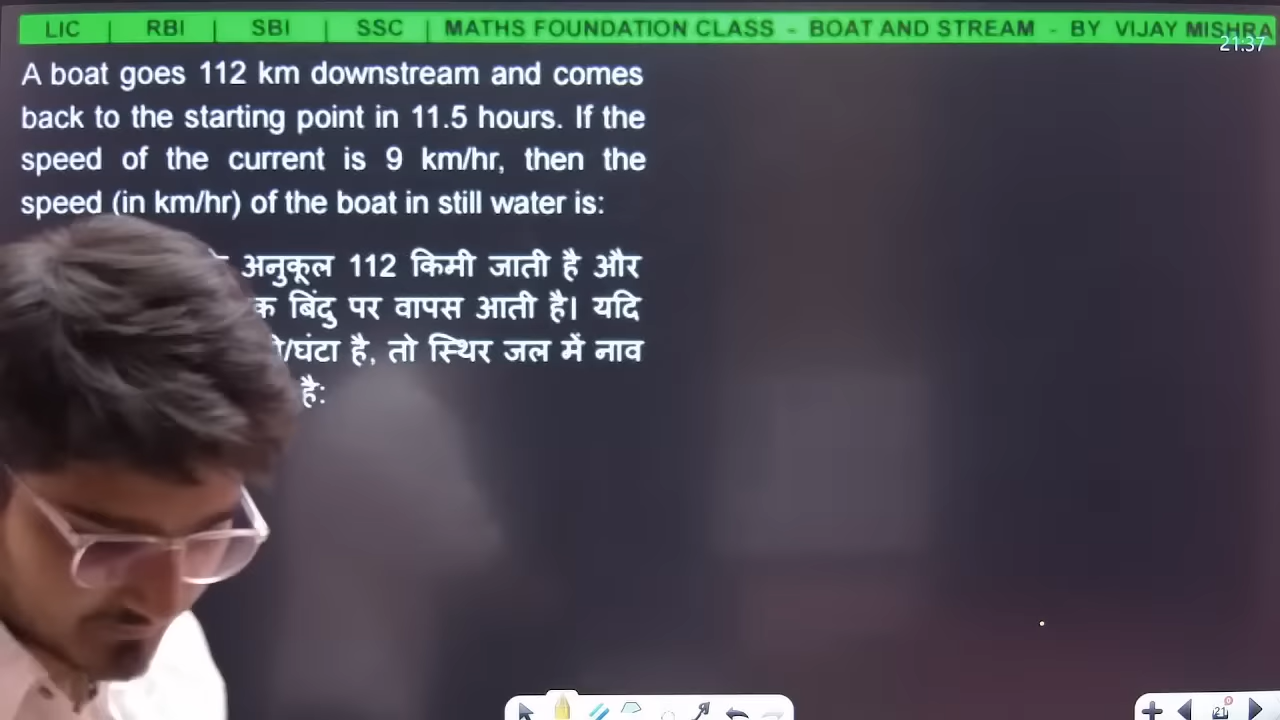 LIC | RBI | SBI | SSC | MATHS FOUNDATION CLASS - BOAT AND STREAM - BY VIJAY MISHRA
21:37
A boat goes 112 km downstream and comes
back to the starting point in 11.5 hours. If the
speed of the current is 9 km/hr, then the
speed (in km/hr) of the boat in still water is:
अनुकूल 112 किमी जाती है और
बिंदु पर वापस आती है। यदि
/घंटा है, तो स्थिर जल में नाव
है:
21